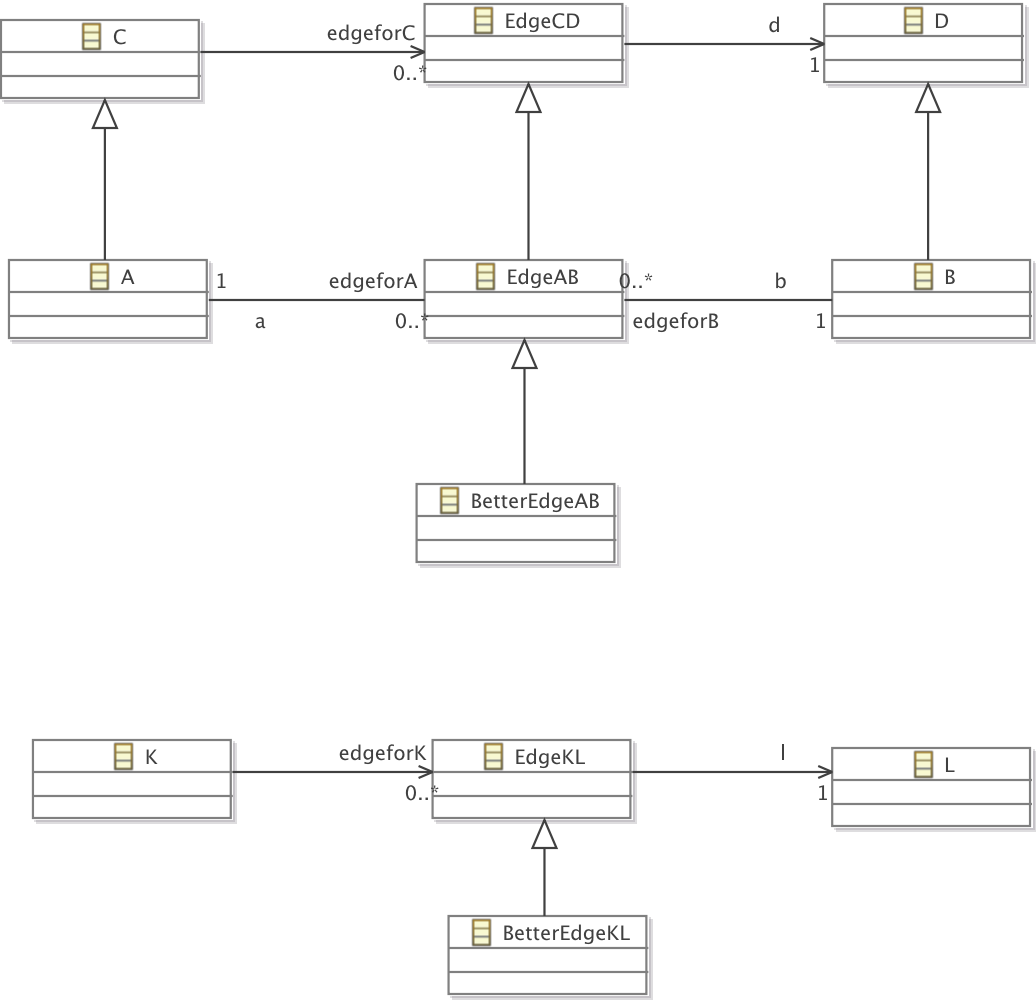 C
edgeforC
0..*
EdgeCD
d
1
D
A
1
a
edgeforA
0..*
EdgeAB
0..*
edgeforB
b
1
B
BetterEdgeAB
K
edgeforK
0..*
EdgeKL
l
1
L
BetterEdgeKL